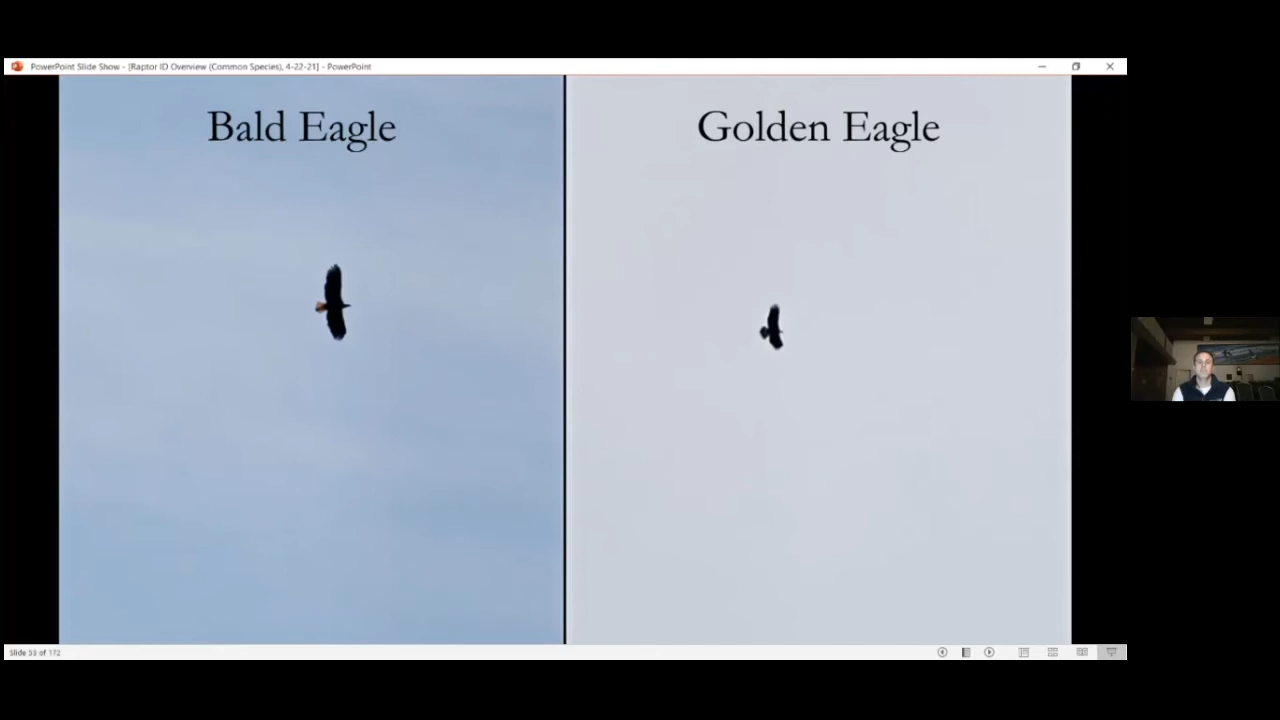 PowerPoint Slide Show - [Raptor ID Overview (Common Species), 4-22-21] - PowerPoint
Bald Eagle
Golden Eagle
Slide 53 of 172